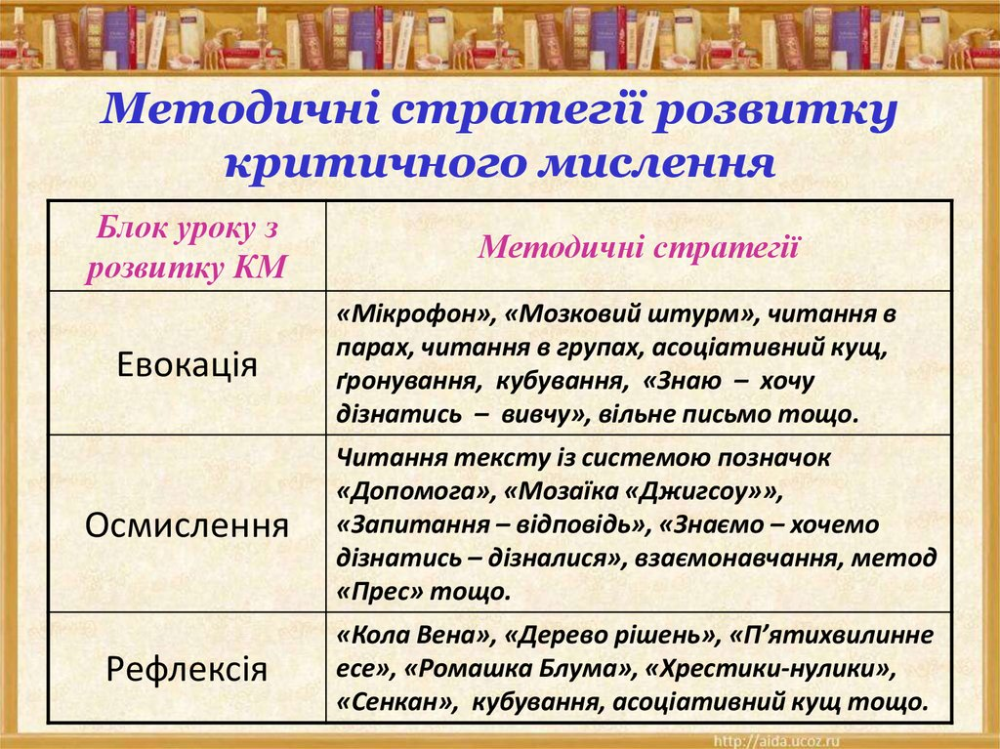 Методичні стратегії розвитку
критичного мислення
Блок уроку з
розвитку КМ
Методичні стратегії
Евокація
«Мікрофон», «Мозковий штурм», читання в
парах, читання в групах, асоціативний кущ,
ґронування, кубування, «Знаю – хочу
дізнатись – вивчу», вільне письмо тощо.
Осмислення
Читання тексту із системою позначок
«Допомога», «Мозаїка «Джигсоу»»,
«Запитання – відповідь», «Знаємо – хочемо
дізнатись – дізналися», взаємонавчання, метод
«Прес» тощо.
Рефлексія
«Кола Вена», «Дерево рішень», «П’ятихвилинне
есе», «Ромашка Блума», «Хрестики-нулики»,
«Сенкан», кубування, асоціативний кущ тощо.
http://aida.ucoz.ru